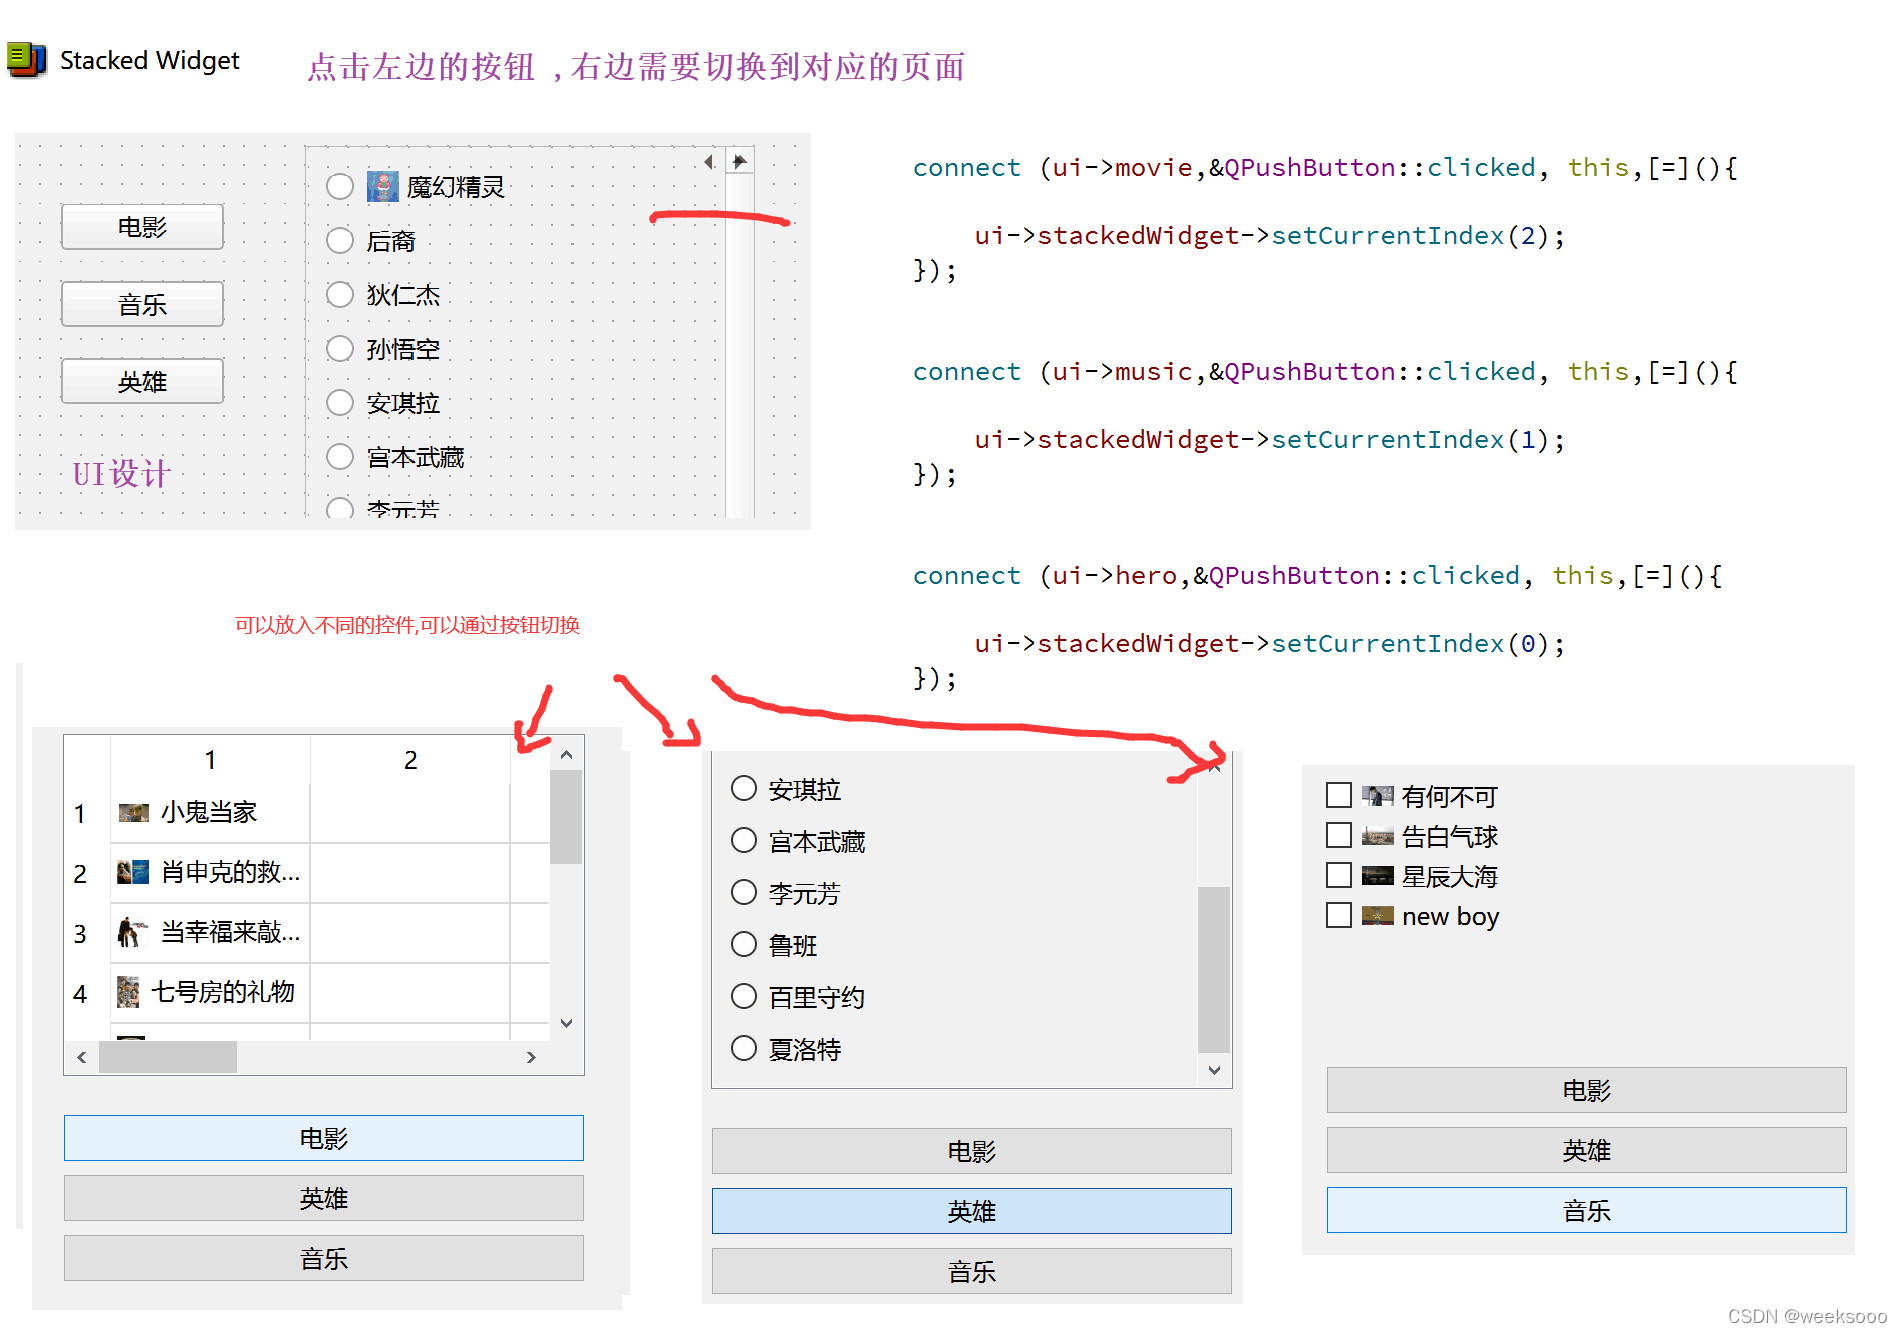 Stacked Widget
点击左边的按钮 ,右边需要切换到对应的页面
电影
音乐
英雄
UI设计
魔幻精灵
后裔
狄仁杰
孙悟空
安琪拉
宫本武藏
李元芳
connect (ui->movie,&QPushButton::clicked, this,[=](){
ui->stackedWidget->setCurrentIndex(2);
});
connect (ui->music,&QPushButton::clicked, this,[=](){
ui->stackedWidget->setCurrentIndex(1);
});
connect (ui->hero,&QPushButton::clicked, this,[=](){
ui->stackedWidget->setCurrentIndex(0);
});
可以放入不同的控件,可以通过按钮切换
1 2
1 小鬼当家
2 肖申克的救...
3 当幸福来敲...
4 七号房的礼物
电影
英雄
音乐
安琪拉
宫本武藏
李元芳
鲁班
百里守约
夏洛特
电影
英雄
音乐
有何不可
告白气球
星辰大海
new boy
电影
英雄
音乐
CSDN @weeksooo